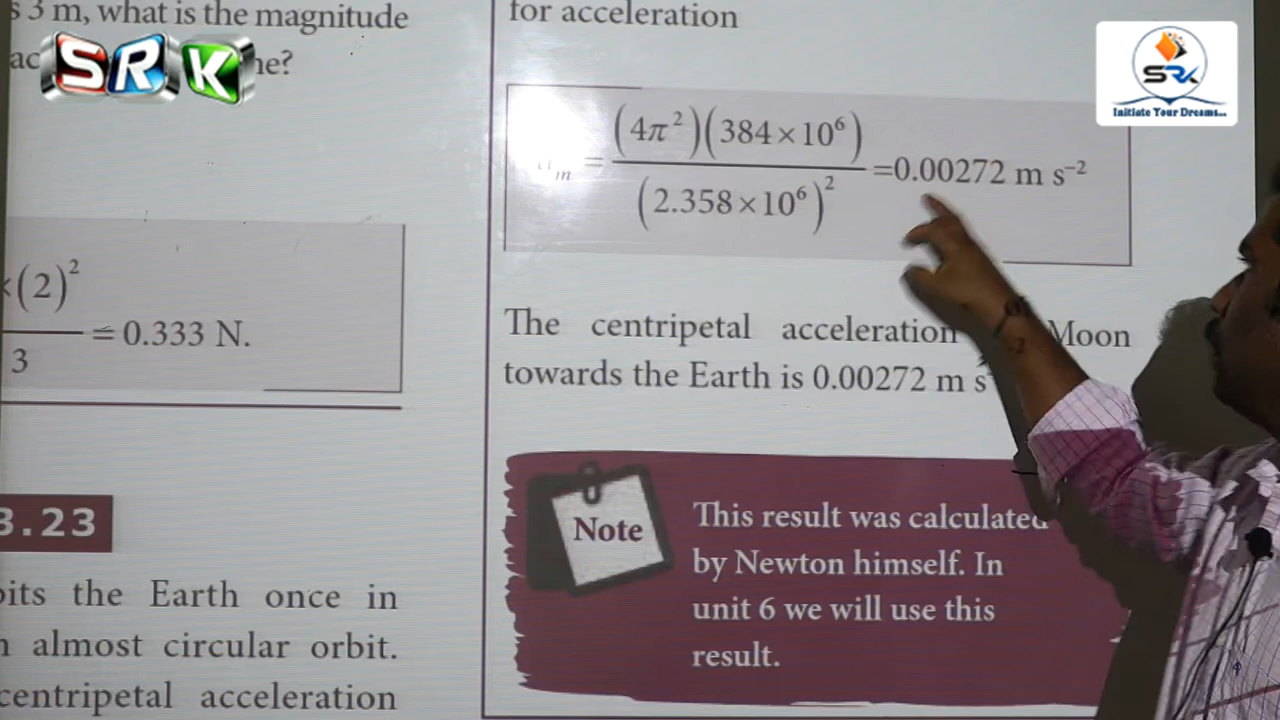 s 3 m, what is the magnitude
SRK
he?
× (2)²
3
= 0.333 N.
3.23
bits the Earth once in
almost circular orbit.
centripetal acceleration
for acceleration
m = (4π²)(384×10⁶) / (2.358×10⁶)² =0.00272 m s⁻²
The centripetal acceleration Moon
towards the Earth is 0.00272 m s
Note
This result was calculated
by Newton himself. In
unit 6 we will use this
result.
SRK
Initiate Your Dreams...